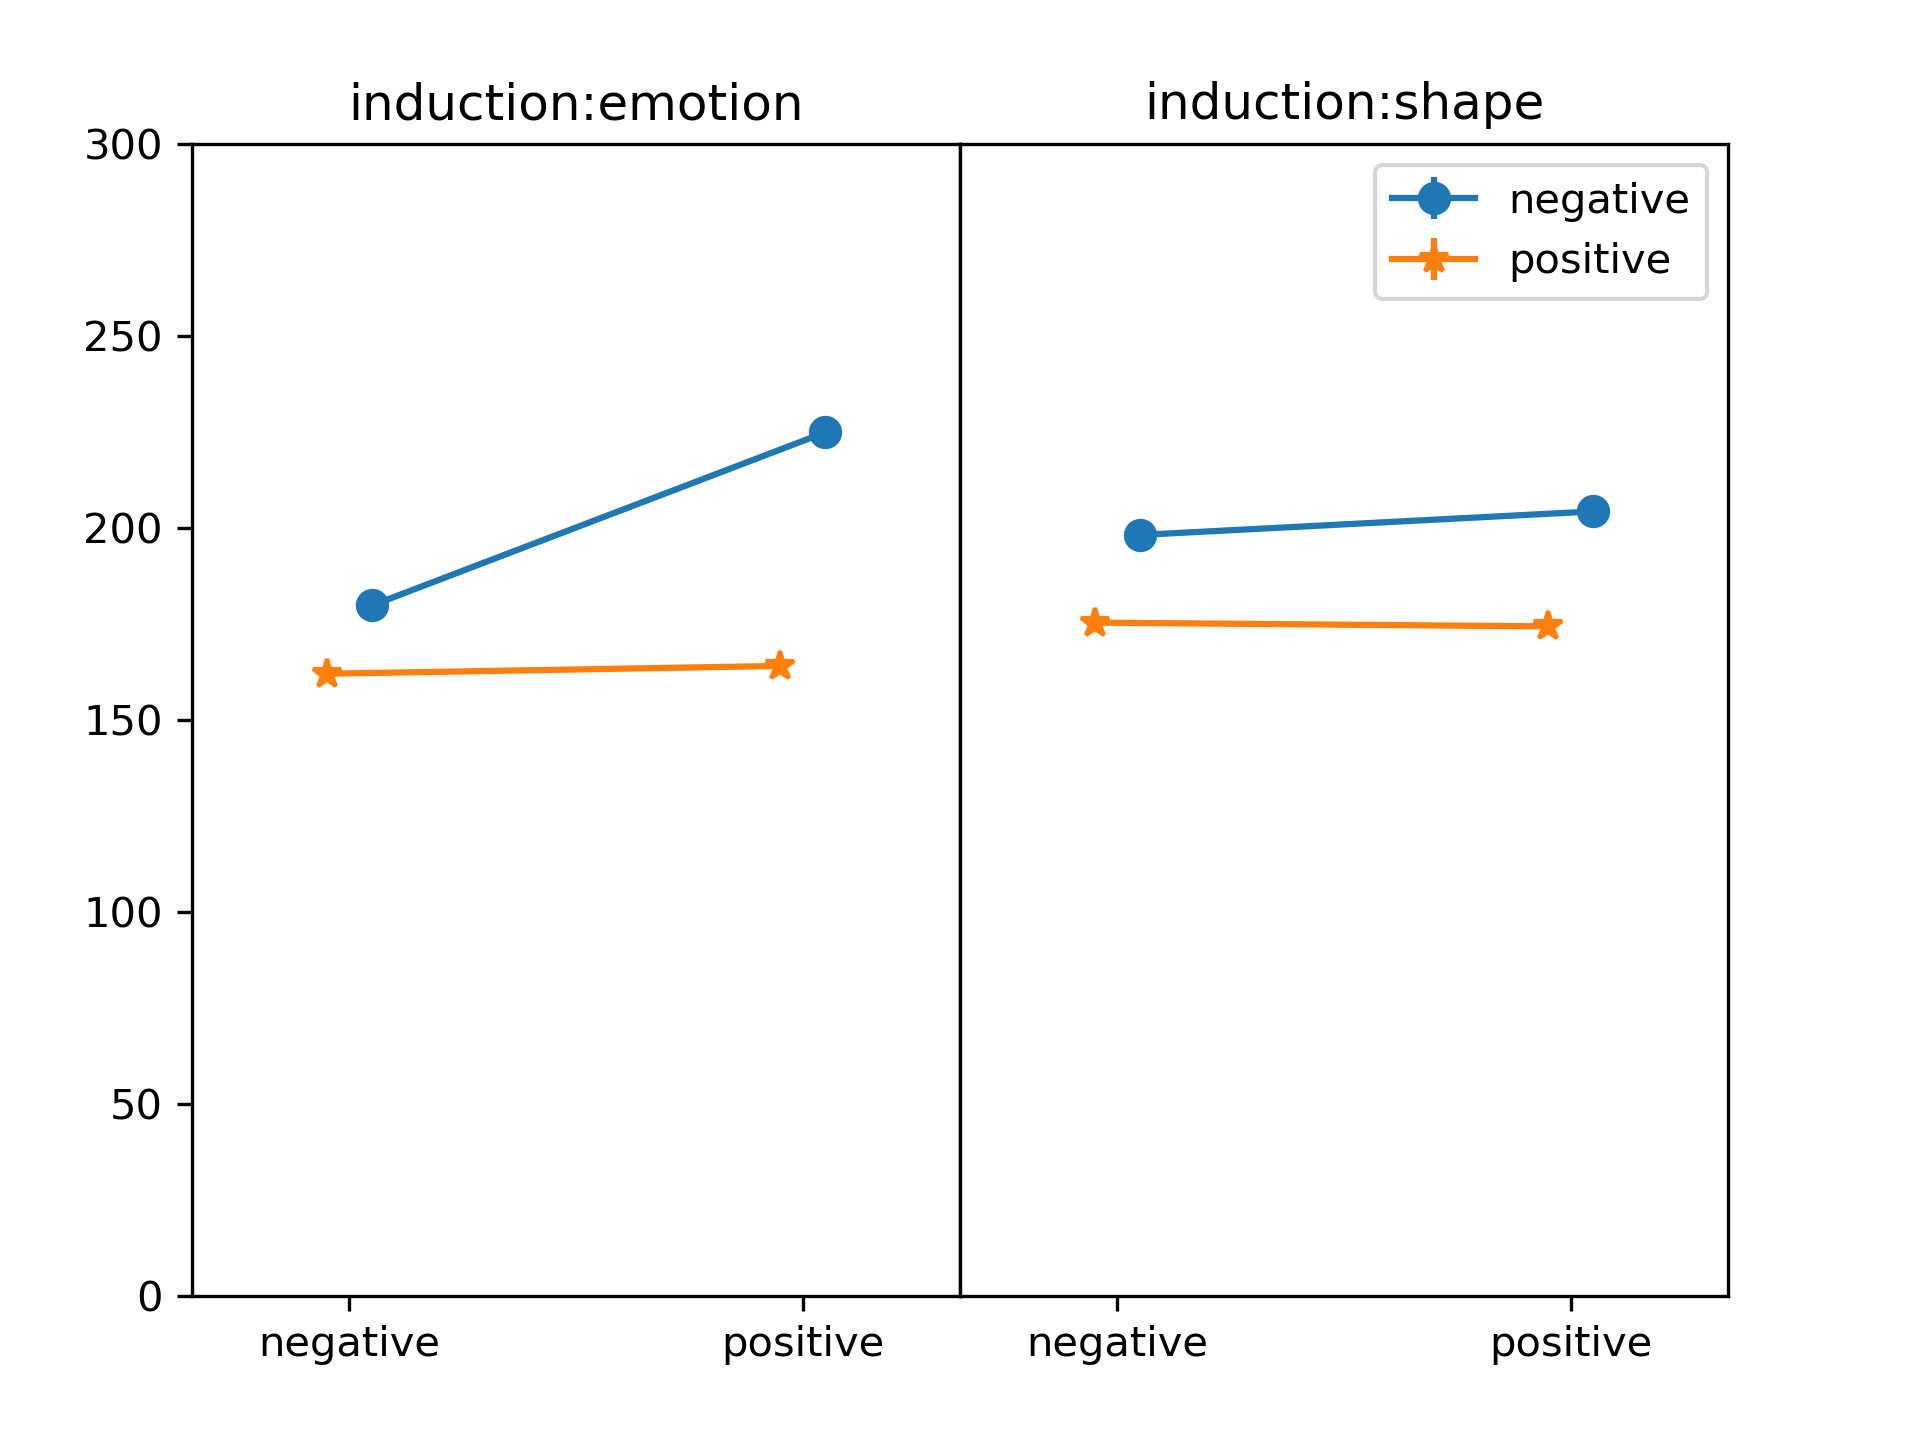 induction:emotion
induction:shape
300
250
200
150
100
50
0
negative
positive
negative
positive
negative
positive